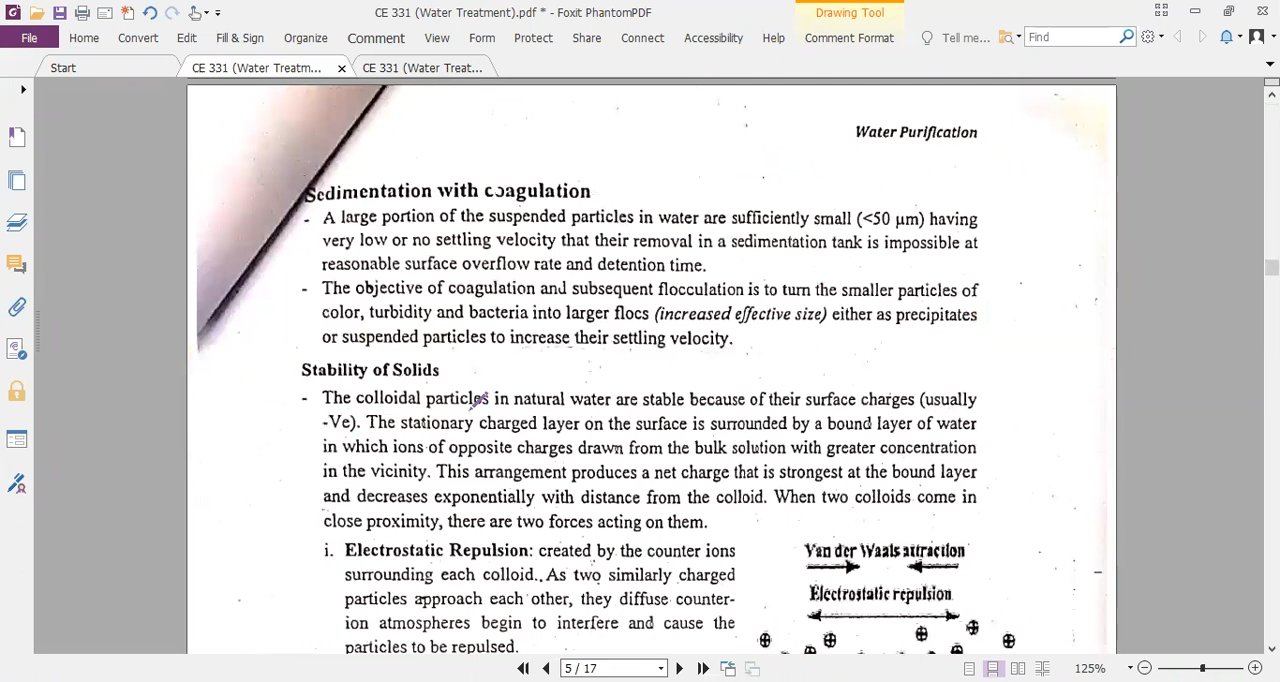 CE 331 (Water Treatment).pdf * - Foxit PhantomPDF
Drawing Tool
File Home Convert Edit Fill & Sign Organize Comment View Form Protect Share Connect Accessibility Help Comment Format Tell me... Find
Start CE 331 (Water Treatm... CE 331 (Water Treat...
Water Purification
Sedimentation with coagulation
- A large portion of the suspended particles in water are sufficiently small (<50 µm) having
very low or no settling velocity that their removal in a sedimentation tank is impossible at
reasonable surface overflow rate and detention time.
- The objective of coagulation and subsequent flocculation is to turn the smaller particles of
color, turbidity and bacteria into larger flocs (increased effective size) either as precipitates
or suspended particles to increase their settling velocity.
Stability of Solids
- The colloidal particles in natural water are stable because of their surface charges (usually
-Ve). The stationary charged layer on the surface is surrounded by a bound layer of water
in which ions of opposite charges drawn from the bulk solution with greater concentration
in the vicinity. This arrangement produces a net charge that is strongest at the bound layer
and decreases exponentially with distance from the colloid. When two colloids come in
close proximity, there are two forces acting on them.
i. Electrostatic Repulsion: created by the counter ions
surrounding each colloid. As two similarly charged
particles approach each other, they diffuse counter-
ion atmospheres begin to interfere and cause the
particles to be repulsed.
Van der Waals attraction
Electrostatic repulsion
5 / 17
125%